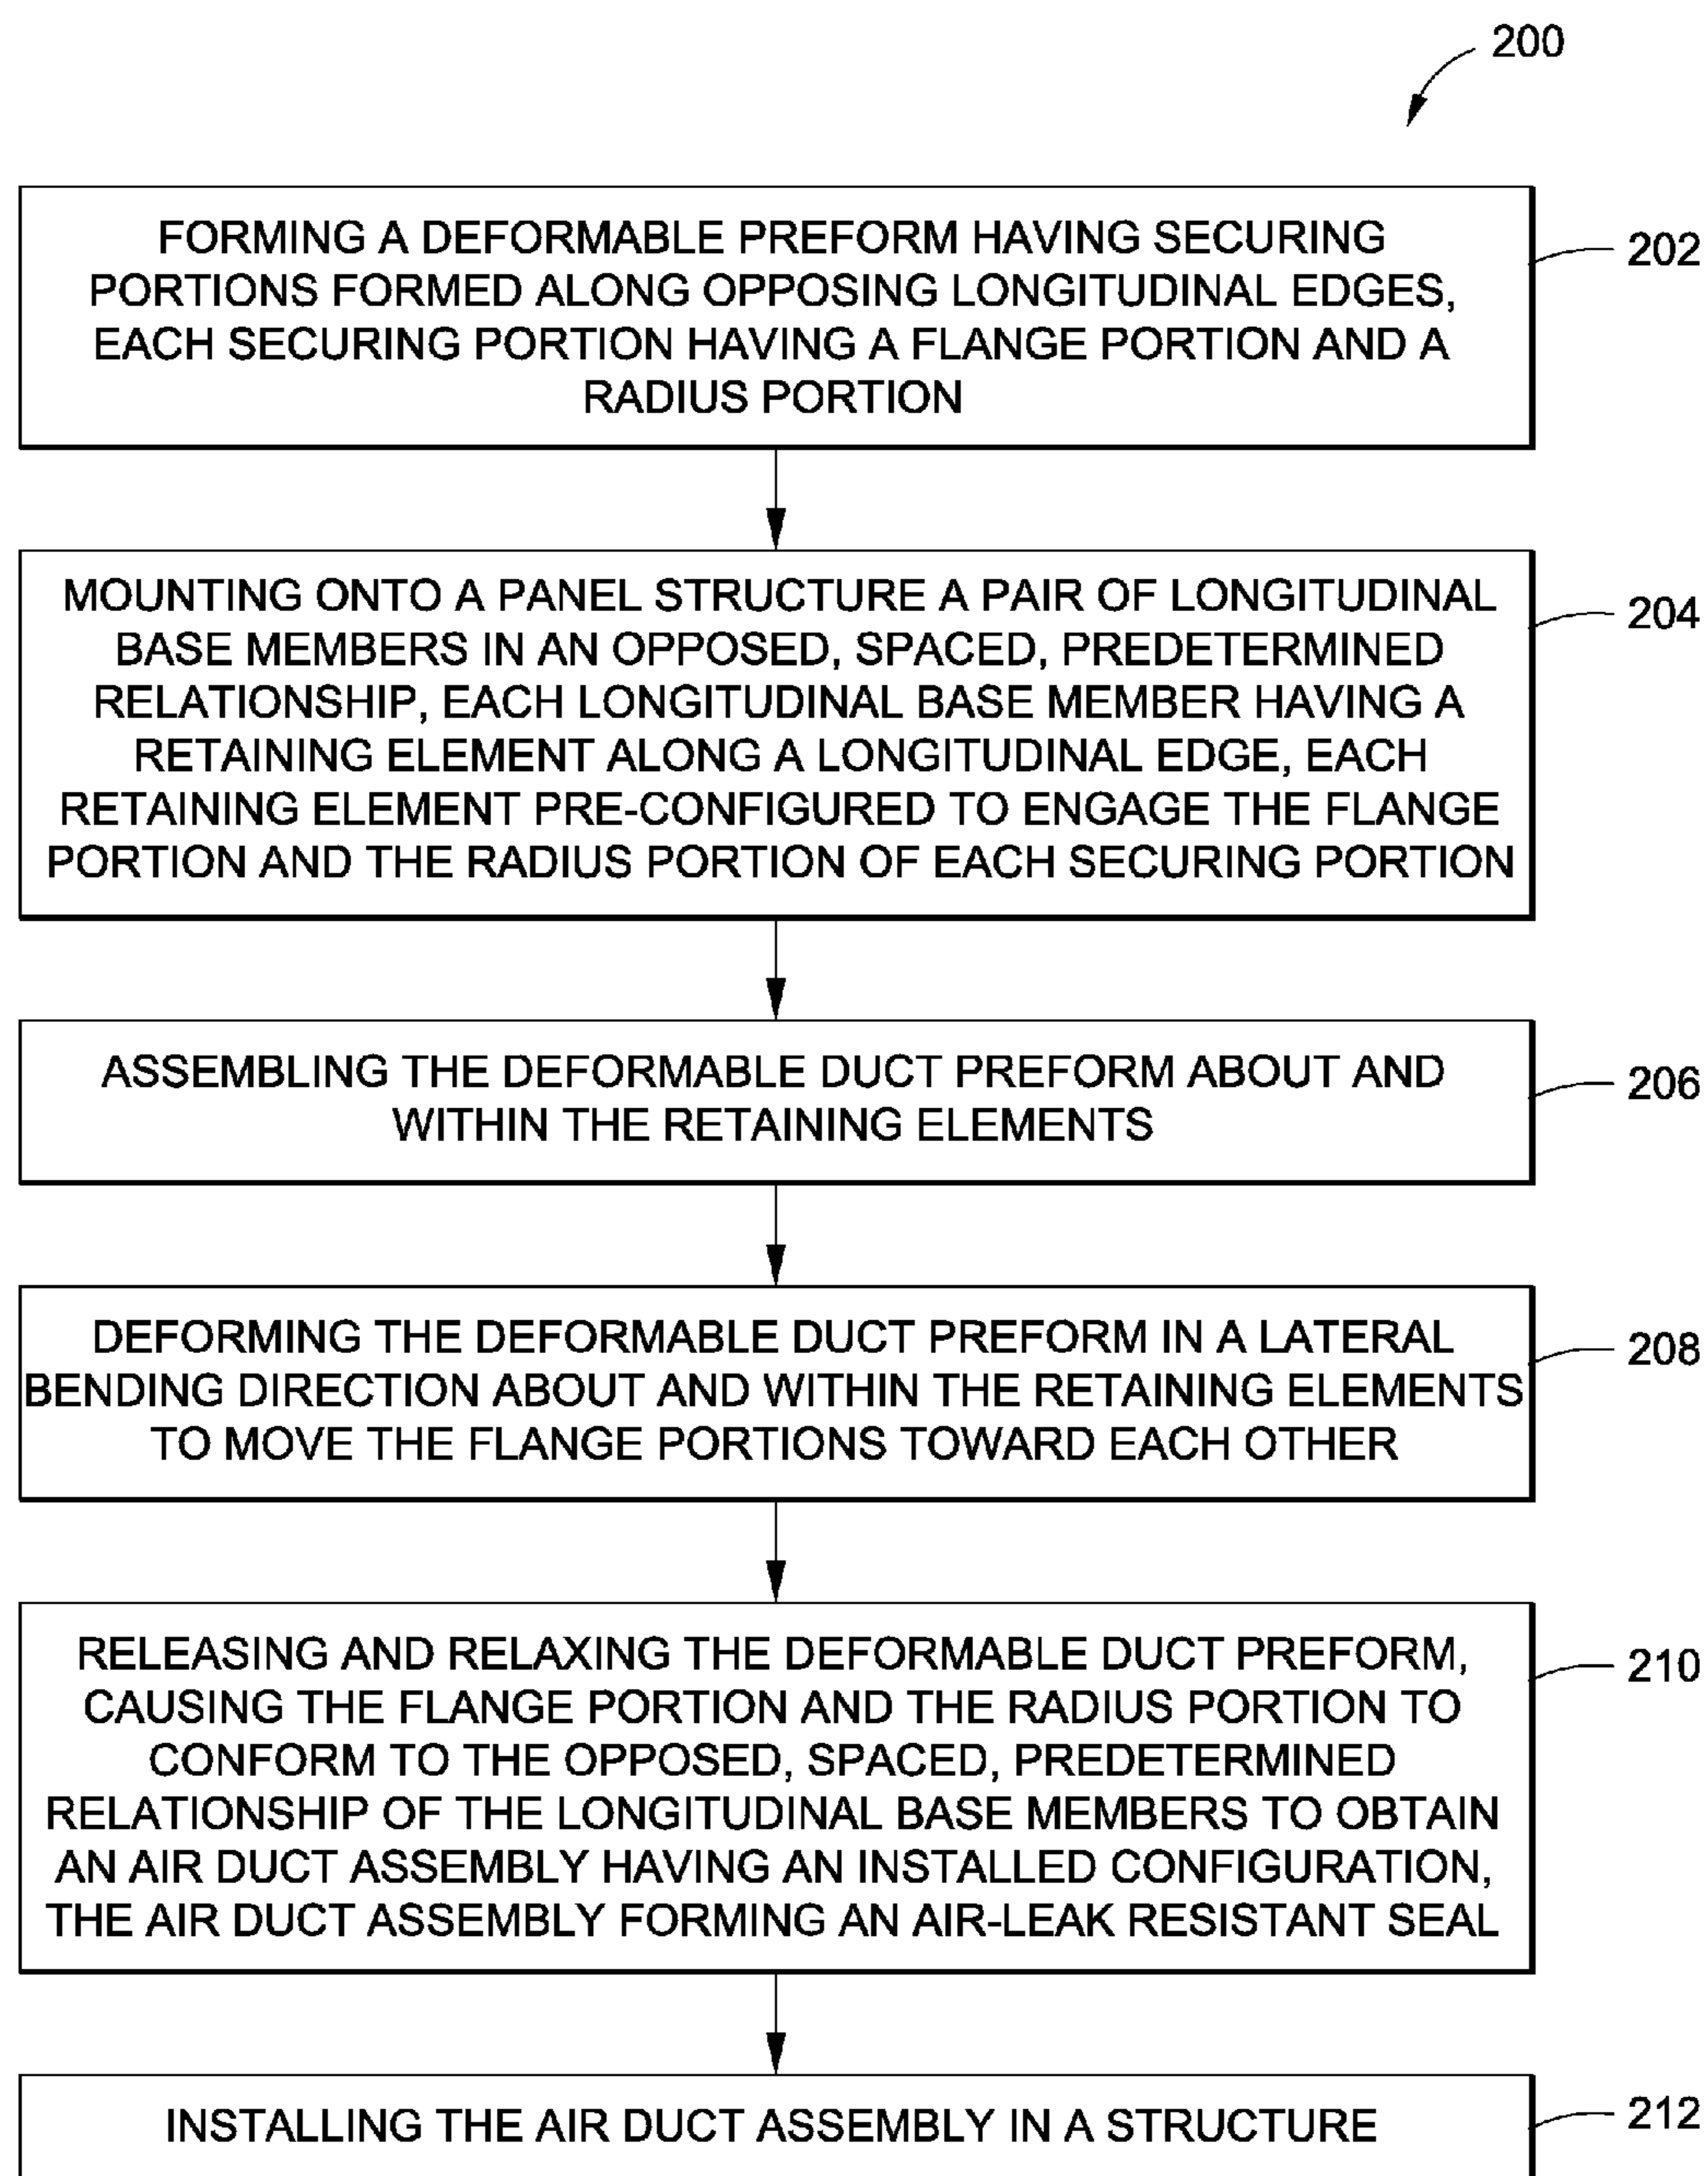 200
FORMING A DEFORMABLE PREFORM HAVING SECURING
PORTIONS FORMED ALONG OPPOSING LONGITUDINAL EDGES,
EACH SECURING PORTION HAVING A FLANGE PORTION AND A
RADIUS PORTION
202
MOUNTING ONTO A PANEL STRUCTURE A PAIR OF LONGITUDINAL
BASE MEMBERS IN AN OPPOSED, SPACED, PREDETERMINED
RELATIONSHIP, EACH LONGITUDINAL BASE MEMBER HAVING A
RETAINING ELEMENT ALONG A LONGITUDINAL EDGE, EACH
RETAINING ELEMENT PRE-CONFIGURED TO ENGAGE THE FLANGE
PORTION AND THE RADIUS PORTION OF EACH SECURING PORTION
204
ASSEMBLING THE DEFORMABLE DUCT PREFORM ABOUT AND
WITHIN THE RETAINING ELEMENTS
206
DEFORMING THE DEFORMABLE DUCT PREFORM IN A LATERAL
BENDING DIRECTION ABOUT AND WITHIN THE RETAINING ELEMENTS
TO MOVE THE FLANGE PORTIONS TOWARD EACH OTHER
208
RELEASING AND RELAXING THE DEFORMABLE DUCT PREFORM,
CAUSING THE FLANGE PORTION AND THE RADIUS PORTION TO
CONFORM TO THE OPPOSED, SPACED, PREDETERMINED
RELATIONSHIP OF THE LONGITUDINAL BASE MEMBERS TO OBTAIN
AN AIR DUCT ASSEMBLY HAVING AN INSTALLED CONFIGURATION,
THE AIR DUCT ASSEMBLY FORMING AN AIR-LEAK RESISTANT SEAL
210
INSTALLING THE AIR DUCT ASSEMBLY IN A STRUCTURE
212